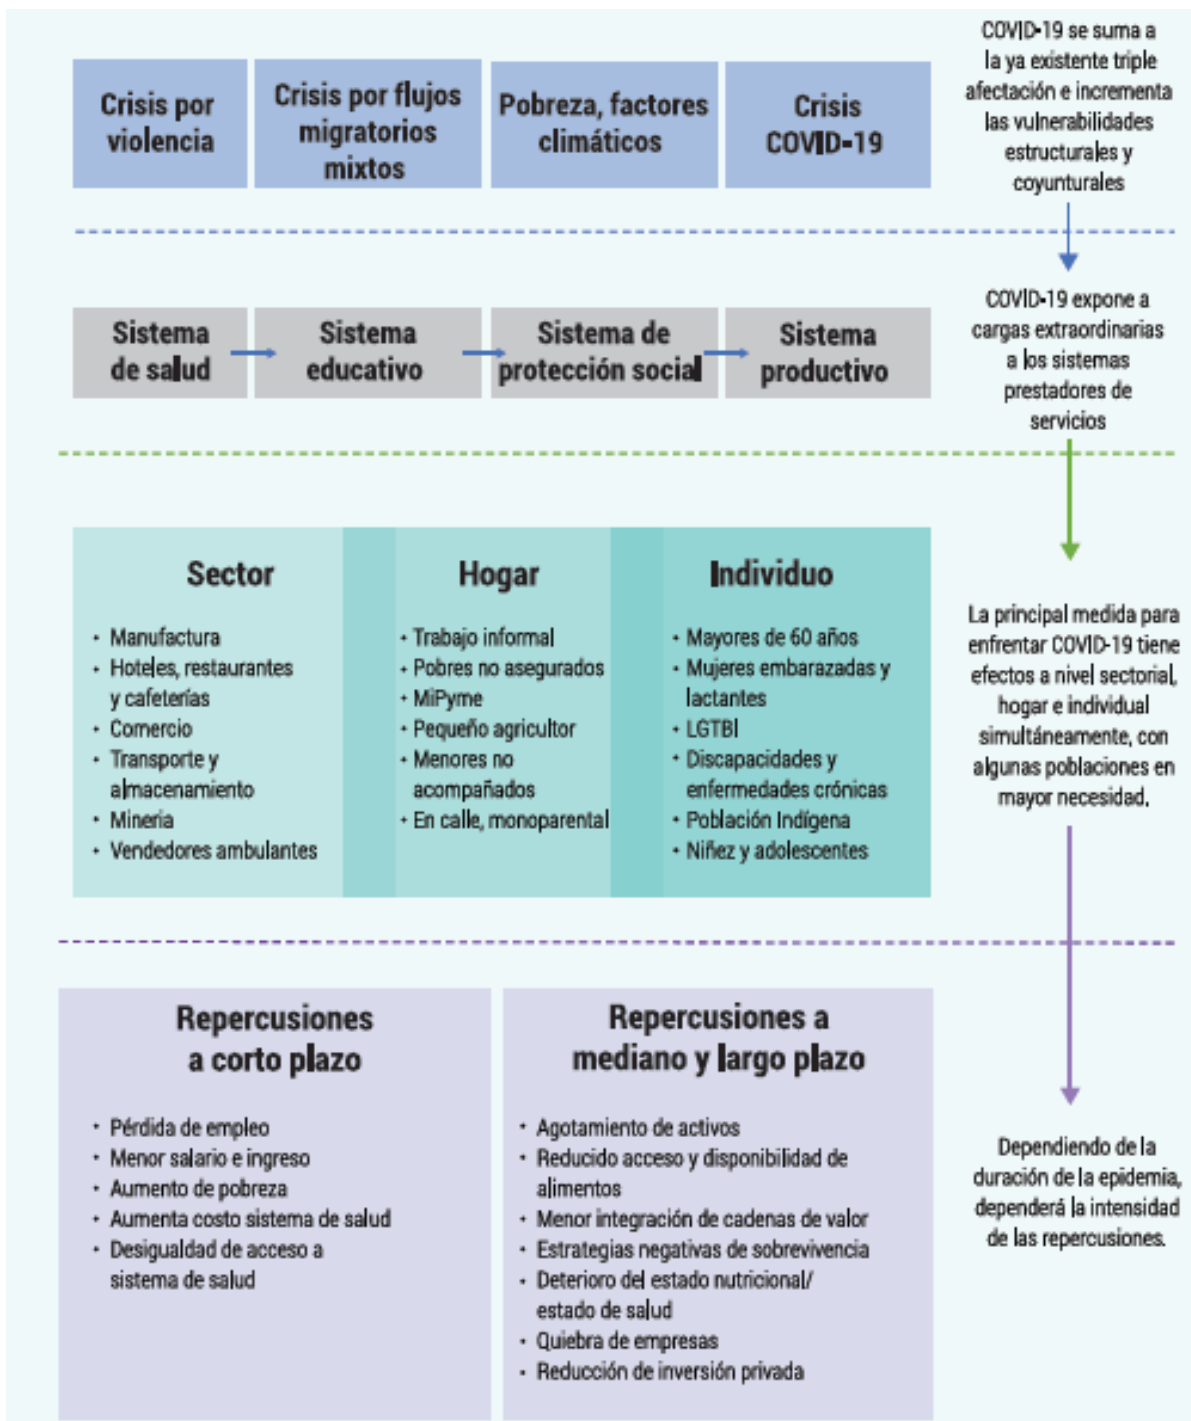 Crisis por
violencia
Crisis por flujos
migratorios
mixtos
Pobreza, factores
climáticos
Crisis
COVID-19
COVID-19 se suma a
la ya existente triple
afectación e incrementa
las vulnerabilidades
estructurales y
coyunturales
Sistema
de salud
Sistema
educativo
Sistema de
protección social
Sistema
productivo
COVID-19 expone a
cargas extraordinarias
a los sistemas
prestadores de
servicios
Sector
• Manufactura
• Hoteles, restaurantes
y cafeterías
• Comercio
• Transporte y
almacenamiento
• Mineria
• Vendedores ambulantes
Hogar
• Trabajo informal
• Pobres no asegurados
• MiPyme
• Pequeño agricultor
• Menores no
acompañados
• En calle, monoparental
Individuo
• Mayores de 60 años
• Mujeres embarazadas y
lactantes
• LGTBI
• Discapacidades y
enfermedades crónicas
• Población Indígena
• Niñez y adolescentes
La principal medida para
enfrentar COVID-19 tiene
efectos a nivel sectorial,
hogar e individual
simultáneamente, con
algunas poblaciones en
mayor necesidad.
Repercusiones
a corto plazo
• Pérdida de empleo
• Menor salario e ingreso
• Aumento de pobreza
• Aumenta costo sistema de salud
• Desigualdad de acceso a
sistema de salud
Repercusiones a
mediano y largo plazo
• Agotamiento de activos
• Reducido acceso y disponibilidad de
alimentos
• Menor integración de cadenas de valor
• Estrategias negativas de sobrevivencia
• Deterioro del estado nutricional/
estado de salud
• Quiebra de empresas
• Reducción de inversión privada
Dependiendo de la
duración de la epidemia,
dependerá la intensidad
de las repercusiones.